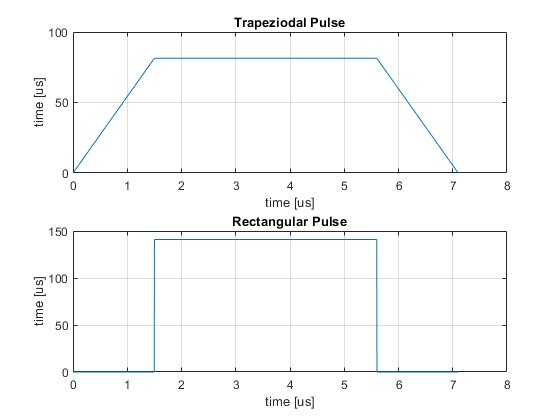 Trapeziodal Pulse
100
50
0
time [us]
0 1 2 3 4 5 6 7 8
time [us]
Rectangular Pulse
150
100
50
0
time [us]
0 1 2 3 4 5 6 7 8
time [us]